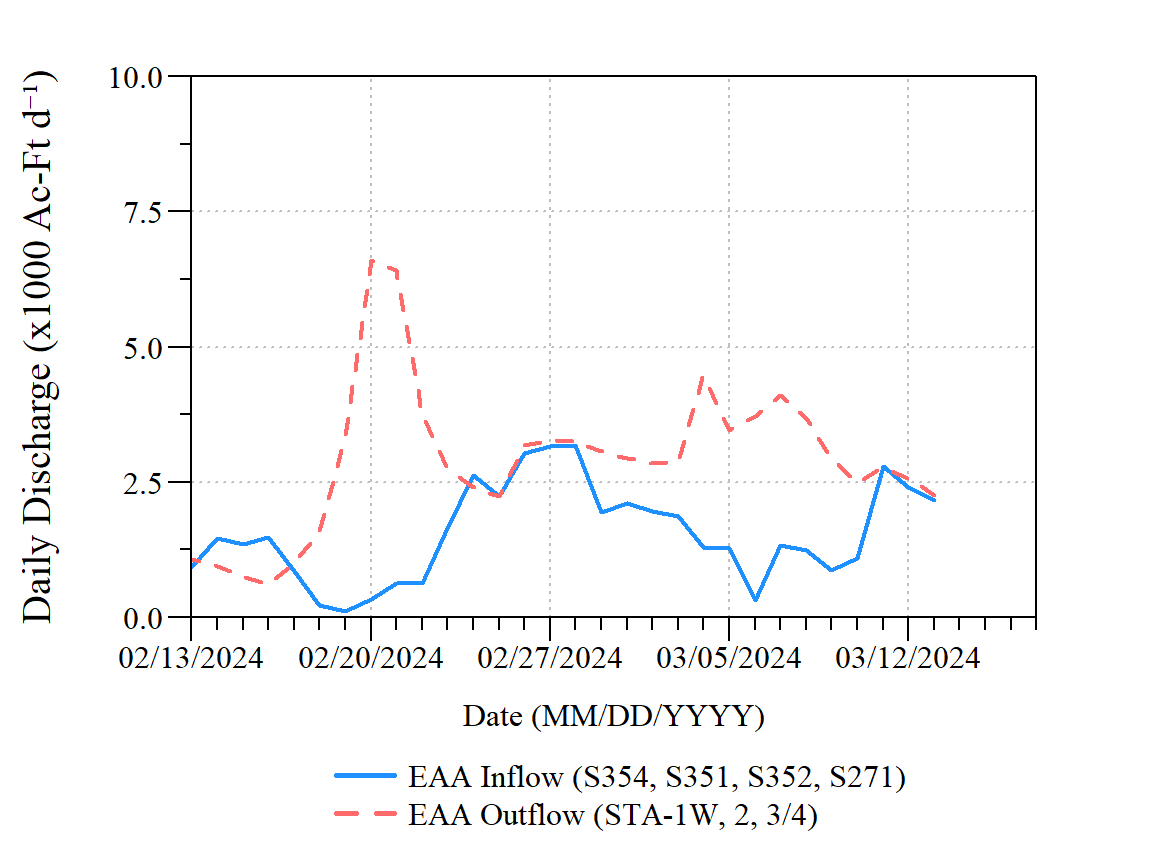 Daily Discharge (x1000 Ac-Ft d⁻¹)
10.0
7.5
5.0
2.5
0.0
02/13/2024 02/20/2024 02/27/2024 03/05/2024 03/12/2024
Date (MM/DD/YYYY)
EAA Inflow (S354, S351, S352, S271)
EAA Outflow (STA-1W, 2, 3/4)